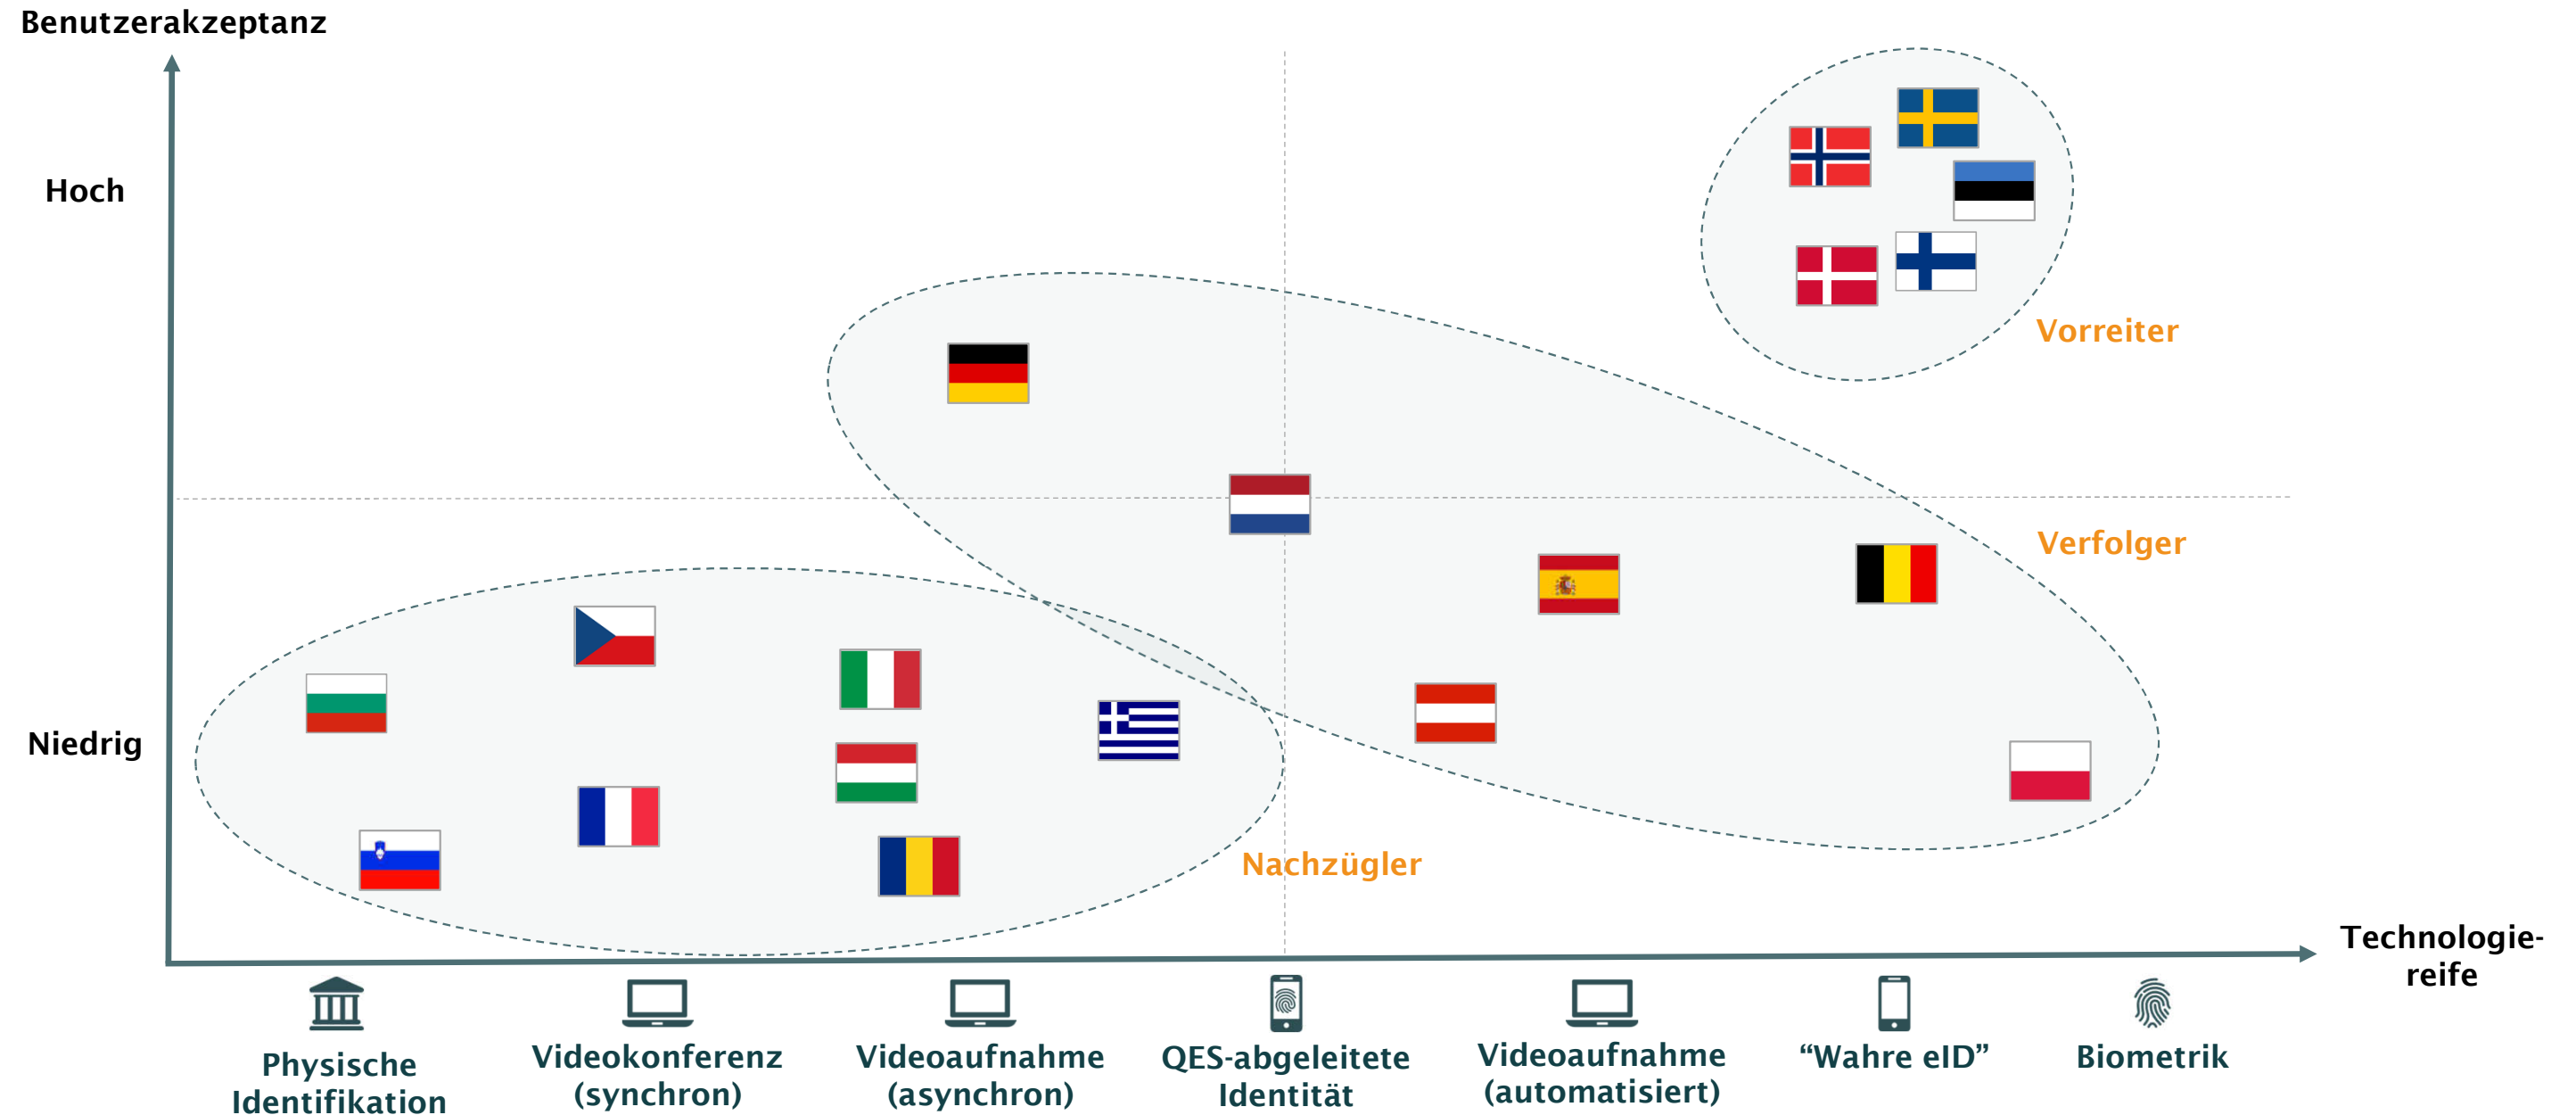 Benutzerakzeptanz
Hoch
Vorreiter
Verfolger
Niedrig
Nachzügler
Technologie-
reife
Physische
Identifikation
Videokonferenz
(synchron)
Videoaufnahme
(asynchron)
QES-abgeleitete
Identität
Videoaufnahme
(automatisiert)
“Wahre eID”
Biometrik